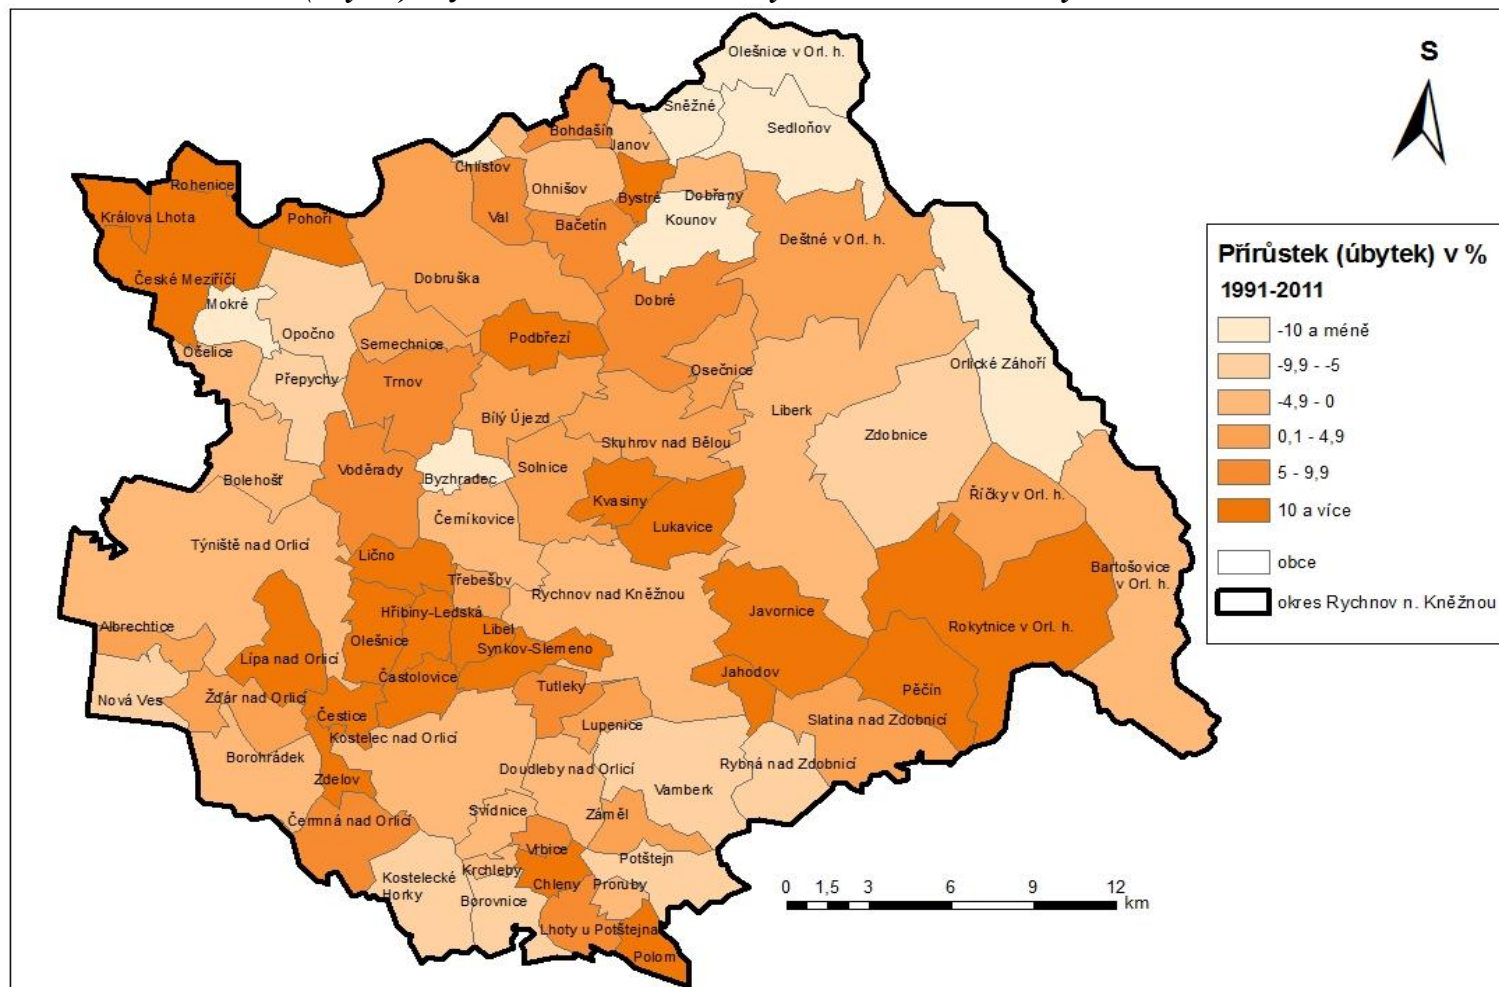 Olešnice v Orl. h.
S
Sněžné
Sedloňov
Bohdašín
Janov
Chlístov
Ohnišov
Bystré
Dobřany
Rohenice
Králova Lhota
Pohoří
Val
Bačetín
Kounov
Deštné v Orl. h.
Přírůstek (úbytek) v %
1991-2011
-10 a méně
-9,9 - -5
-4,9 - 0
0,1 - 4,9
5 - 9,9
10 a více
obce
okres Rychnov n. Kněžnou
České Meziříčí
Dobruška
Mokré
Dobré
Opočno
Podbřezí
Semechnice
Očelice
Přepychy
Trnov
Osečnice
Orlické Záhoří
Liberk
Bílý Újezd
Zdobnice
Skuhrov nad Bělou
Voděrady
Solnice
Bolehošť
Byzhradec
Kvasiny
Říčky v Orl. h.
Černíkovice
Lukavice
Týniště nad Orlicí
Lično
Bartošovice
v Orl. h.
Třebešov
Rychnov nad Kněžnou
Hřibiny-Ledská
Javornice
Albrechtice
Olešnice
Libel
Rokytnice v Orl. h.
Synkov-Slemeno
Lípa nad Orlicí
Častolovice
Jahodov
Tutleky
Pěčín
Nová Ves
Žďár nad Orlicí
Čestice
Lupenice
Slatina nad Zdobnicí
Kostelec nad Orlicí
Borohrádek
Doudleby nad Orlicí
Rybná nad Zdobnicí
Zdelov
Vamberk
Svídnice
Záměl
Čermná nad Orlicí
Vrbice
Potštejn
Krchleby
Kostelecké
Horky
Chleny
Proruby
Borovnice
Lhoty u Potštejna
Polom
0 1,5 3 6 9 12
km